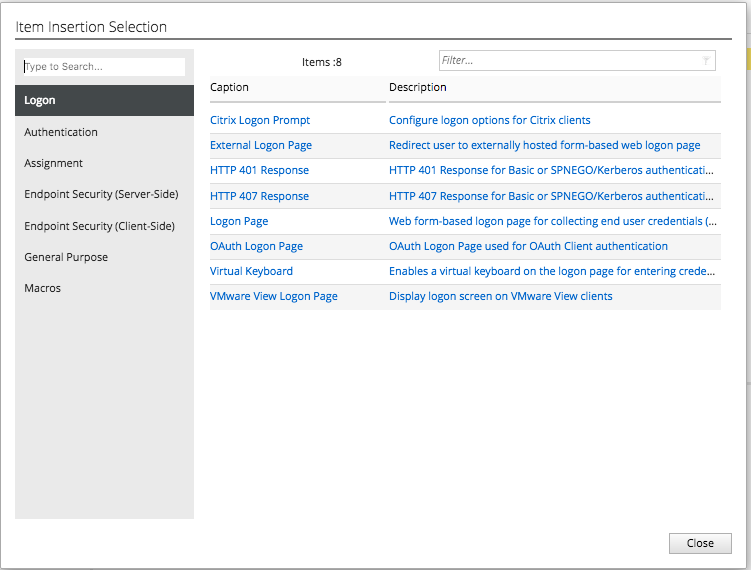 Item Insertion Selection
Type to Search...
Items :8
Filter...
Logon
Authentication
Assignment
Endpoint Security (Server-Side)
Endpoint Security (Client-Side)
General Purpose
Macros
Caption Description
Citrix Logon Prompt Configure logon options for Citrix clients
External Logon Page Redirect user to externally hosted form-based web logon page
HTTP 401 Response HTTP 401 Response for Basic or SPNEGO/Kerberos authenticati...
HTTP 407 Response HTTP 407 Response for Basic or SPNEGO/Kerberos authenticati...
Logon Page Web form-based logon page for collecting end user credentials (...
OAuth Logon Page OAuth Logon Page used for OAuth Client authentication
Virtual Keyboard Enables a virtual keyboard on the logon page for entering crede...
VMware View Logon Page Display logon screen on VMware View clients
Close